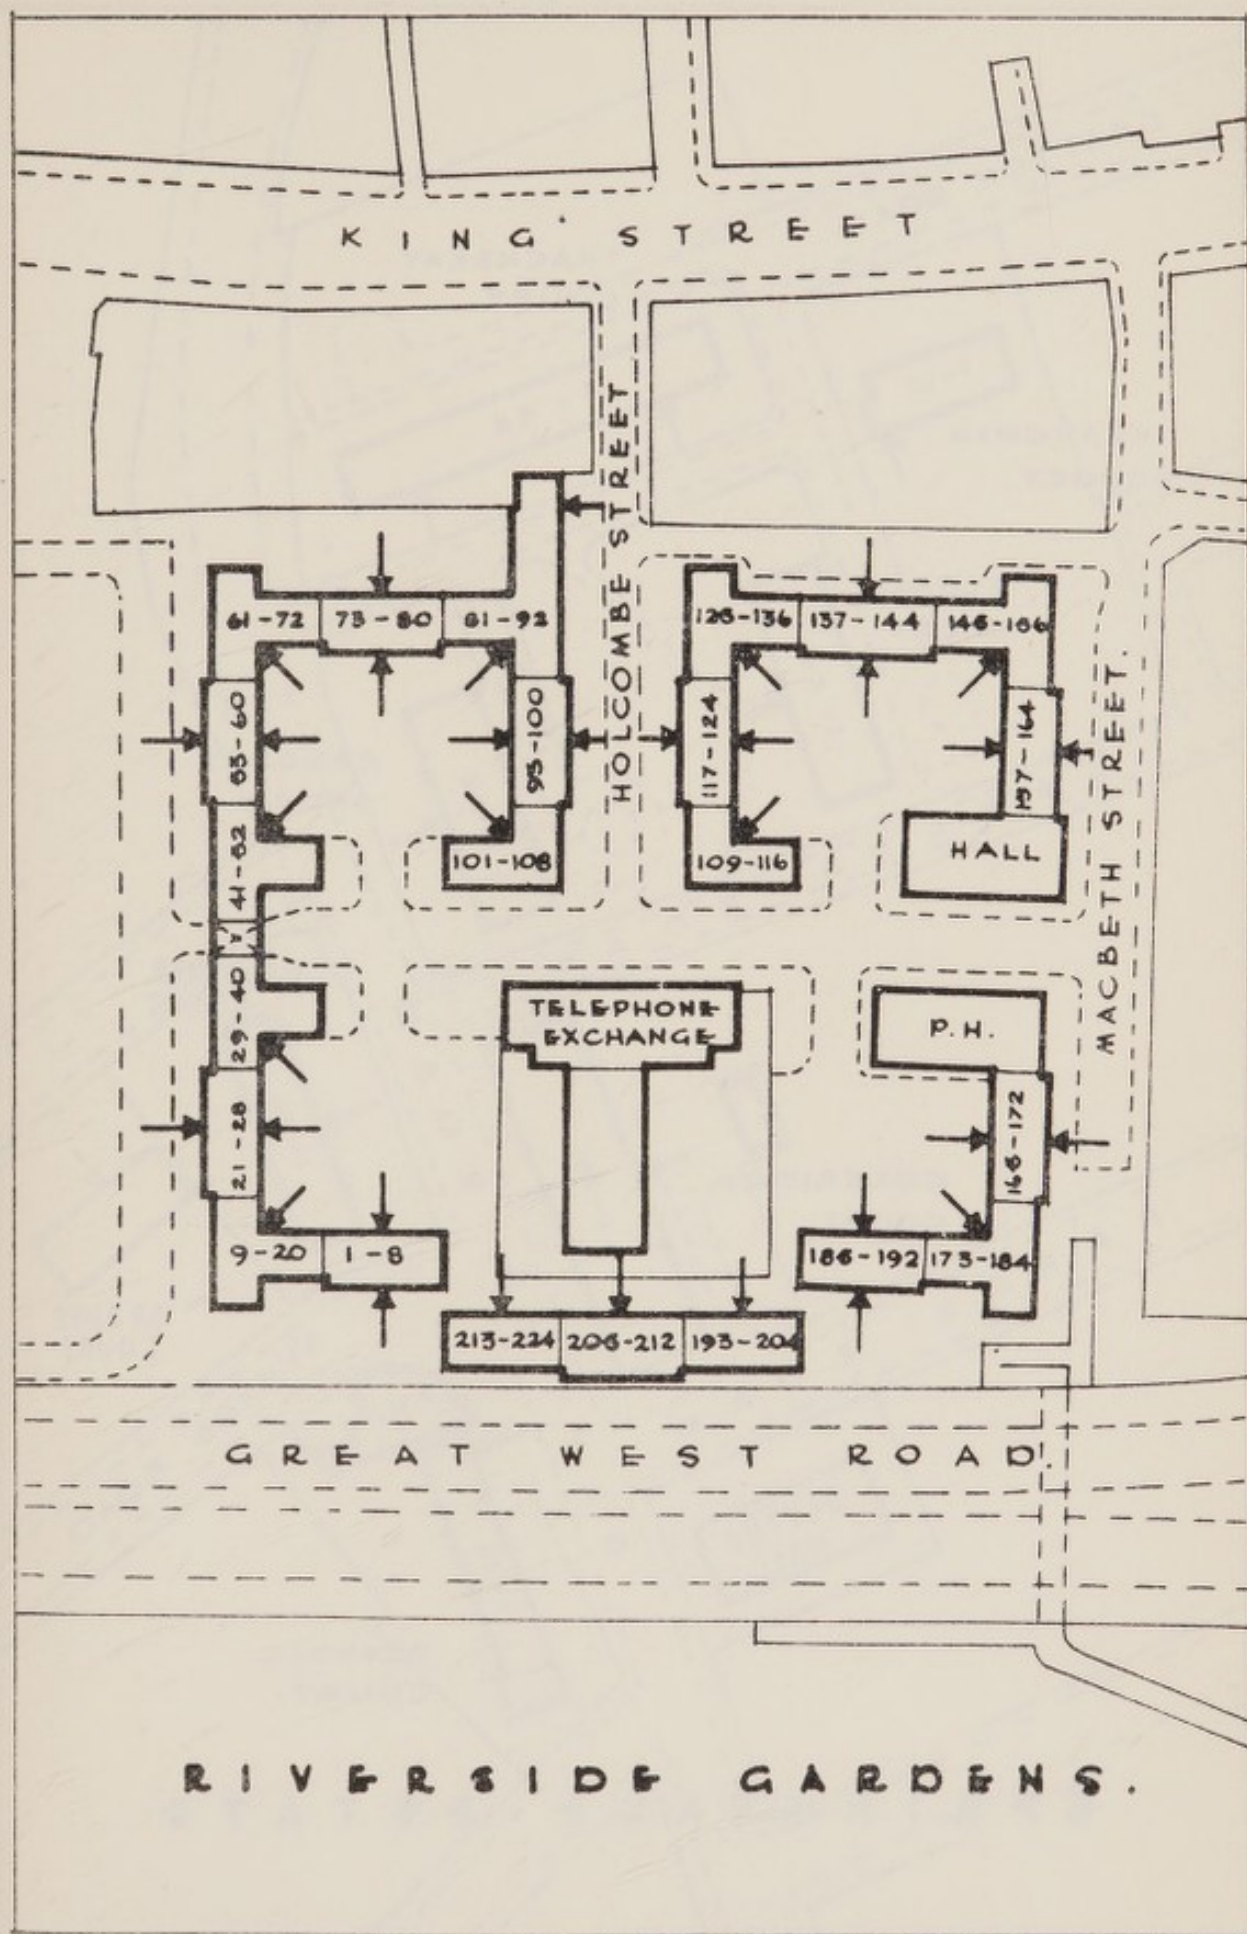 KING STREET
HOLCOMBE STREET
61-72
73-80
81-92
125-136
137-144
145-156
MACBETH STREET.
53-60
93-100
117-124
157-164
41-52
101-108
109-116
HALL
29-40
TELEPHONE
EXCHANGE
P.H.
21-28
165-172
9-20
1-8
185-192
173-184
213-224
205-212
193-204
GREAT WEST ROAD.
RIVERSIDE GARDENS.